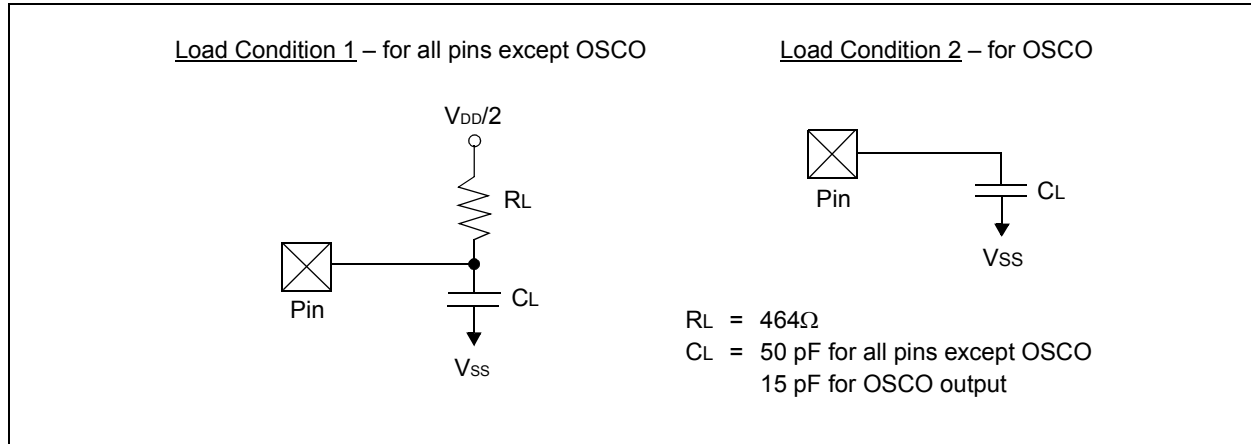 Load Condition 1 – for all pins except OSCO
Load Condition 2 – for OSCO
VDD/2
RL
Pin
CL
VSS
Pin
CL
VSS
RL = 464Ω
CL = 50 pF for all pins except OSCO
15 pF for OSCO output